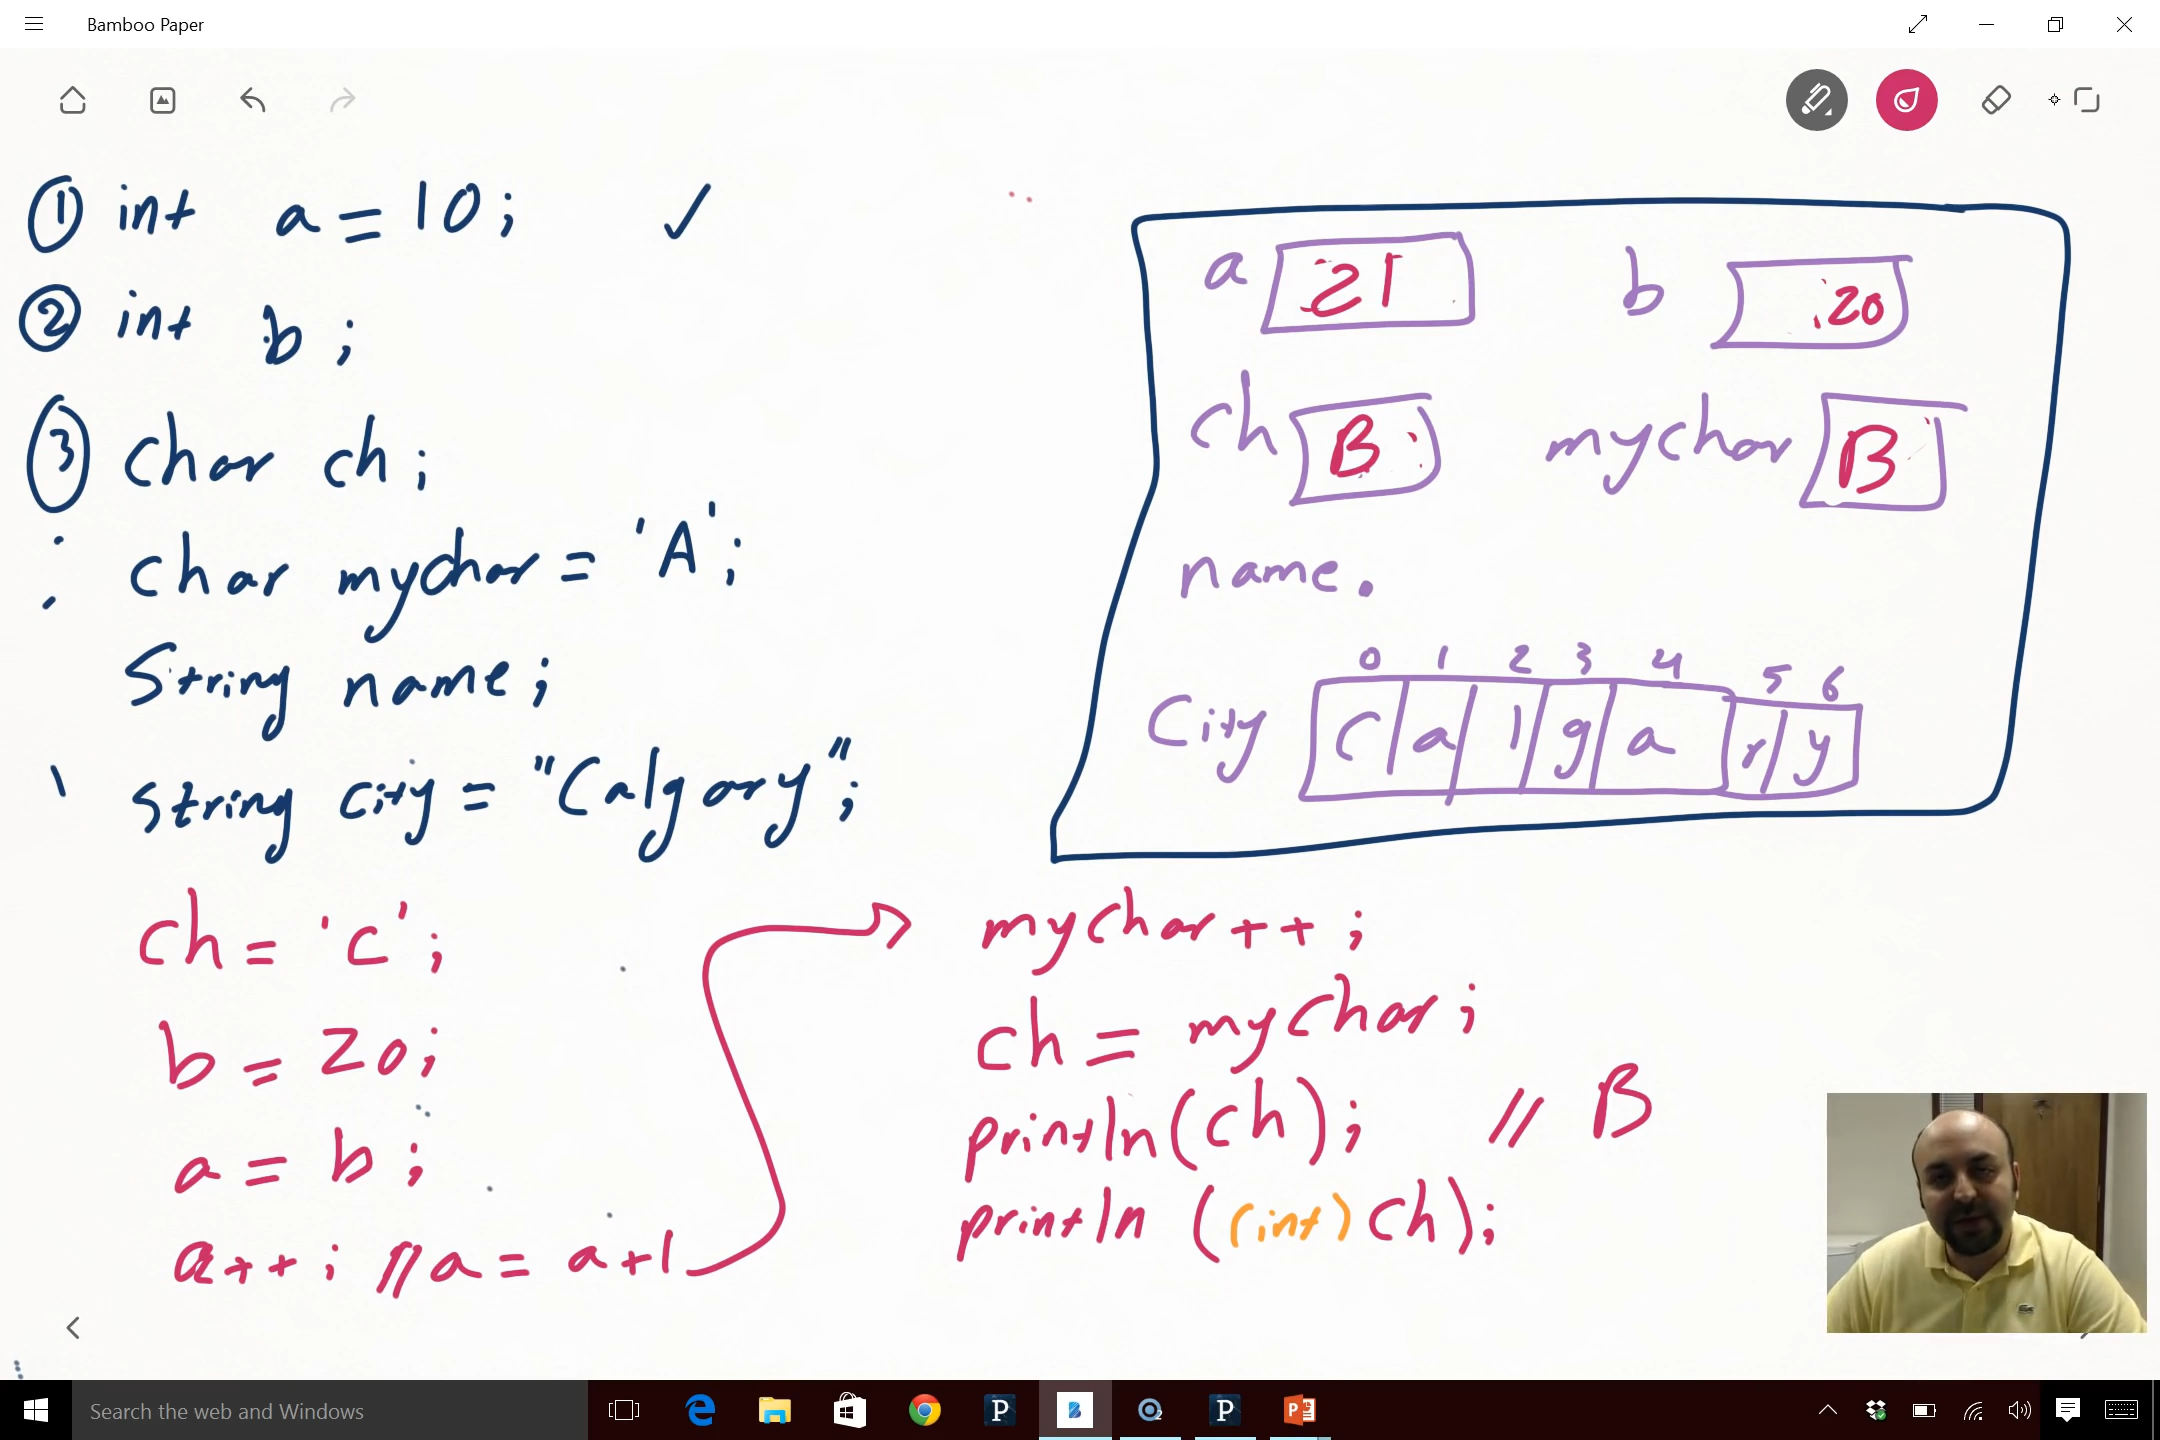 Bamboo Paper
① int a = 10; ✓
② int b;
③ char ch;
char mychar = 'A';
String name;
string city = "Calgary";
ch = 'c';
b = 20;
a = b;
a++; // a = a+1
a 21 b 20
ch B mychar B
name.
0 1 2 3 4 5 6
City C a l g a r y
mychar++;
ch = mychar;
println(ch); // B
println ((int) ch);
Search the web and Windows